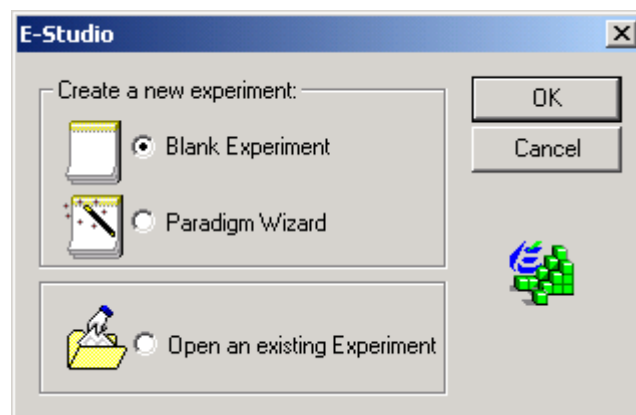 E-Studio
Create a new experiment:
Blank Experiment
Paradigm Wizard
Open an existing Experiment
OK
Cancel